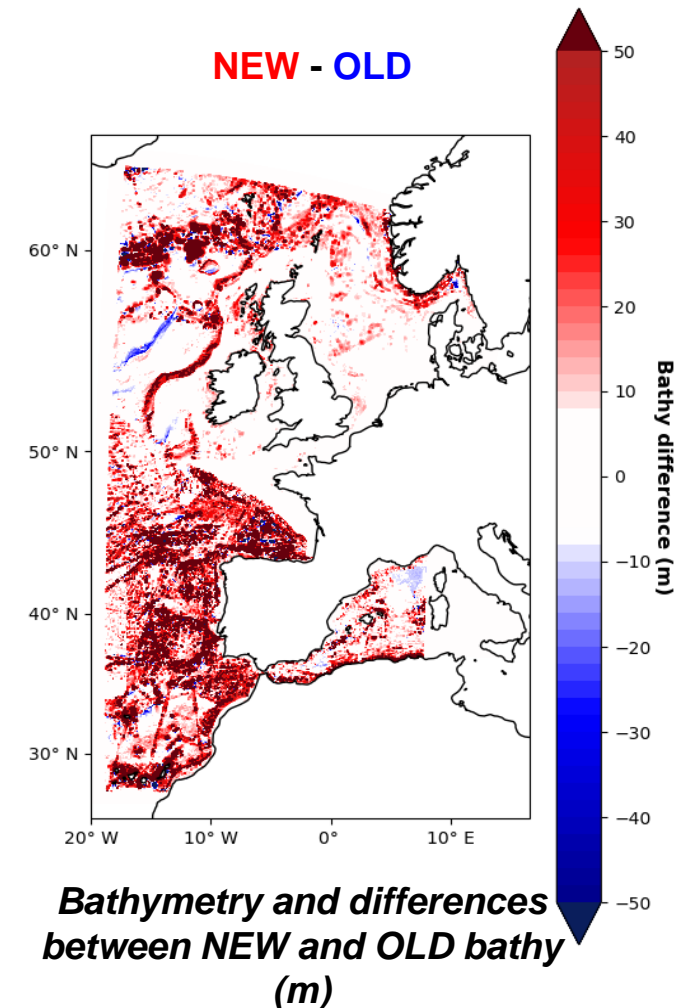 NEW - OLD
50
40
30
20
10
0
−10
−20
−30
−40
−50
Bathy difference (m)
60° N
50° N
40° N
30° N
20° W
10° W
0°
10° E
Bathymetry and differences
between NEW and OLD bathy
(m)